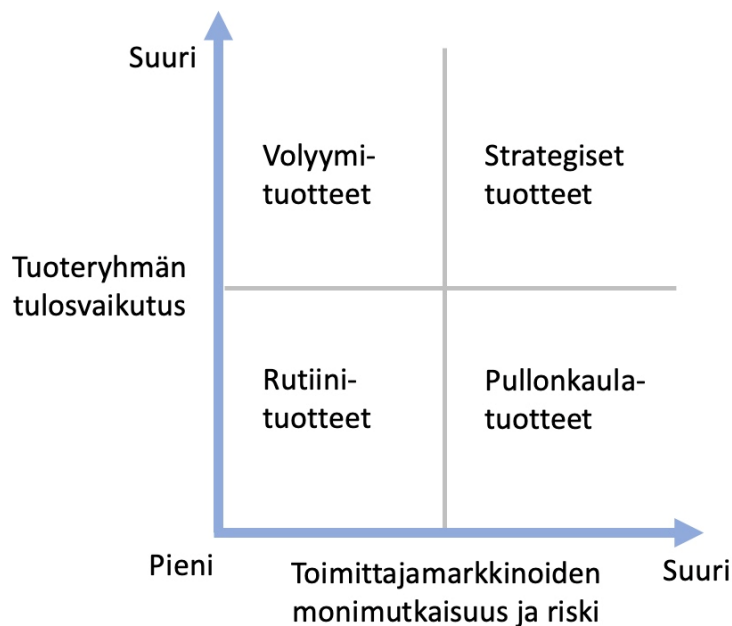 Suuri
Volyymi-
tuotteet
Strategiset
tuotteet
Tuoteryhmän
tulosvaikutus
Rutiini-
tuotteet
Pullonkaula-
tuotteet
Pieni
Toimittajamarkkinoiden
monimutkaisuus ja riski
Suuri